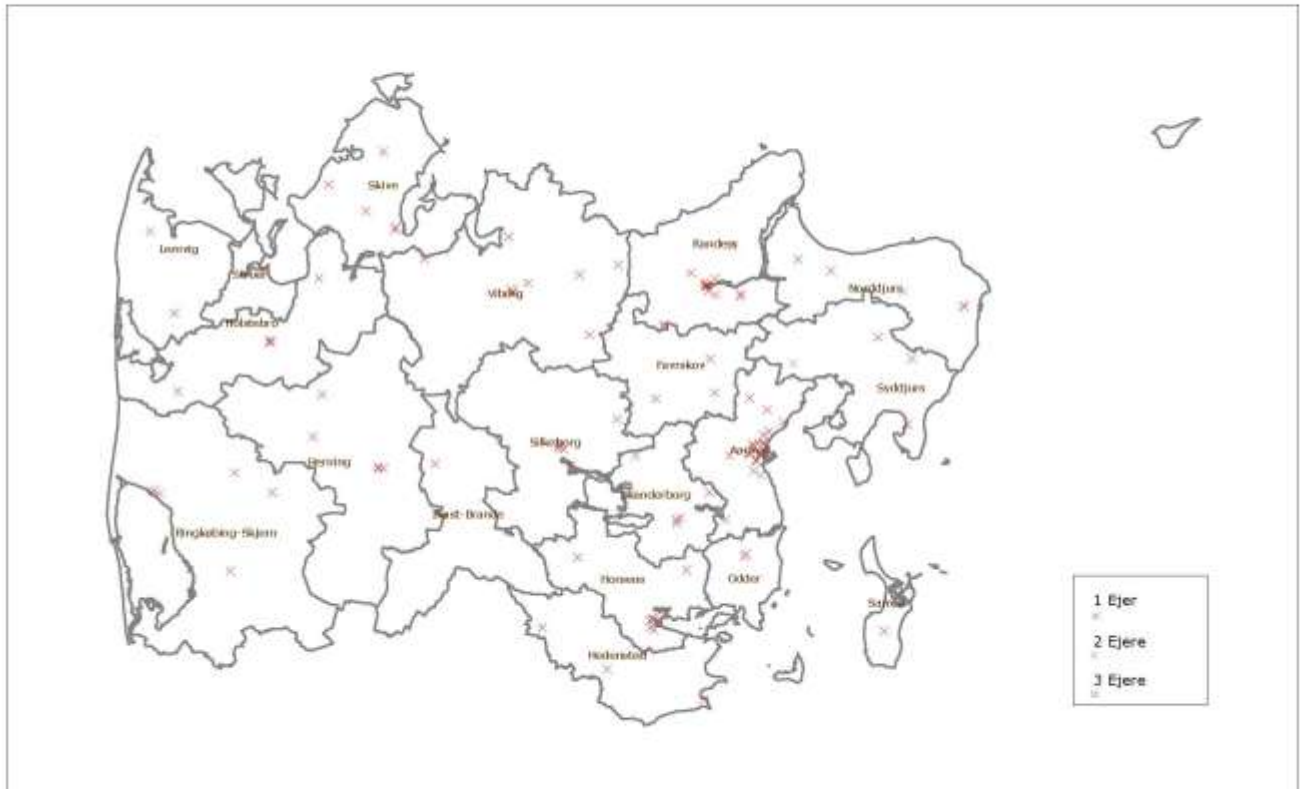 Skive
Randers
Lemvig
Struer
Viborg
Norddjurs
Holstebro
Favrskov
Syddjurs
Silkeborg
Aarhus
Herning
Skanderborg
Ikast-Brande
Ringkøbing-Skjern
Horsens
Odder
Samsø
Hedensted
1 Ejer
2 Ejere
3 Ejere